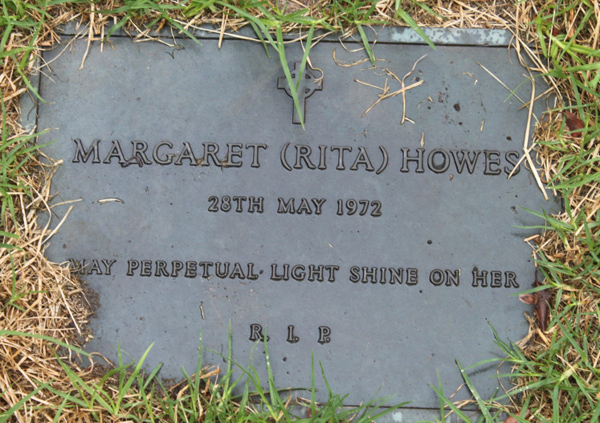 MARGARET (RITA) HOWES
28TH MAY 1972
MAY PERPETUAL LIGHT SHINE ON HER
R. I. P.